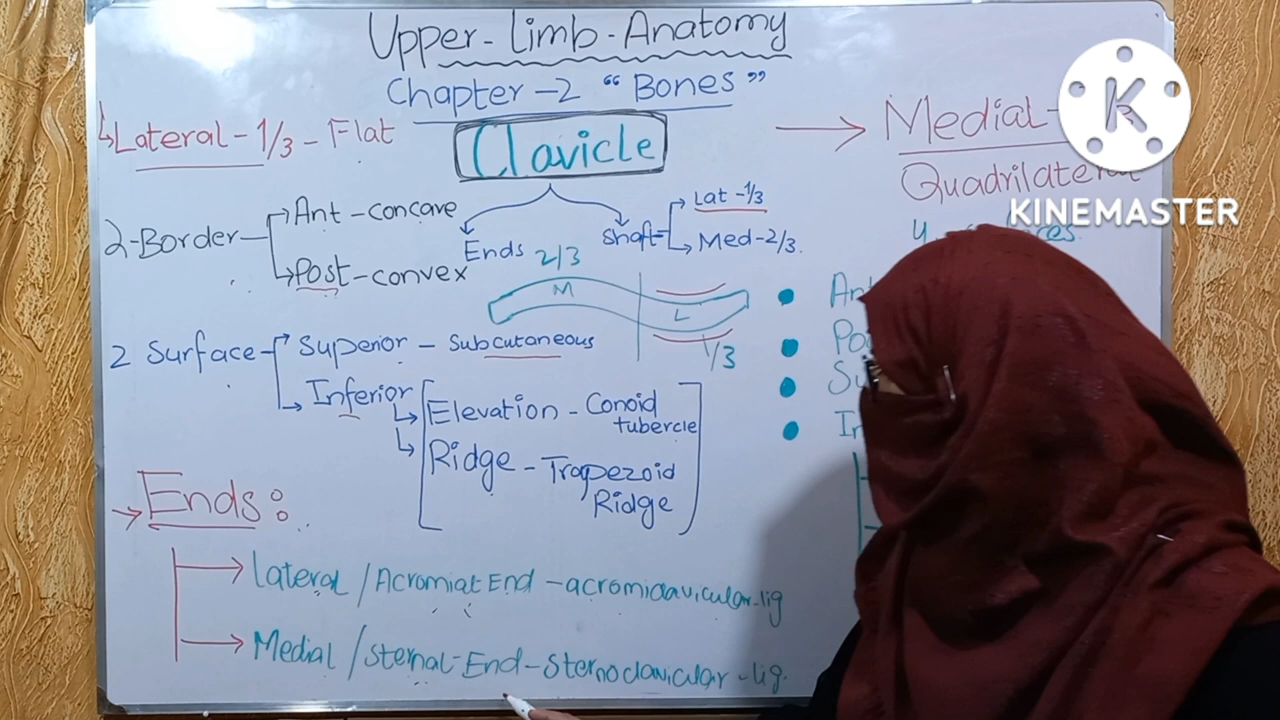 Upper-Limb-Anatomy
Chapter-2 "Bones"
Clavicle
Lateral-1/3-Flat
2-Border
Ant-concave
Post-convex
Ends
Shaft
Lat-1/3
Med-2/3.
2/3
M
L
1/3
2 Surface
Superior - Subcutaneous
Inferior
Elevation - Conoid
tubercle
Ridge - Trapezoid
Ridge
Ends:
Lateral / Acromial End - acromioclavicular-lig
Medial / Sternal-End-Sternoclavicular-lig.
Medial-
Quadrilateral
4
K
KINEMASTER